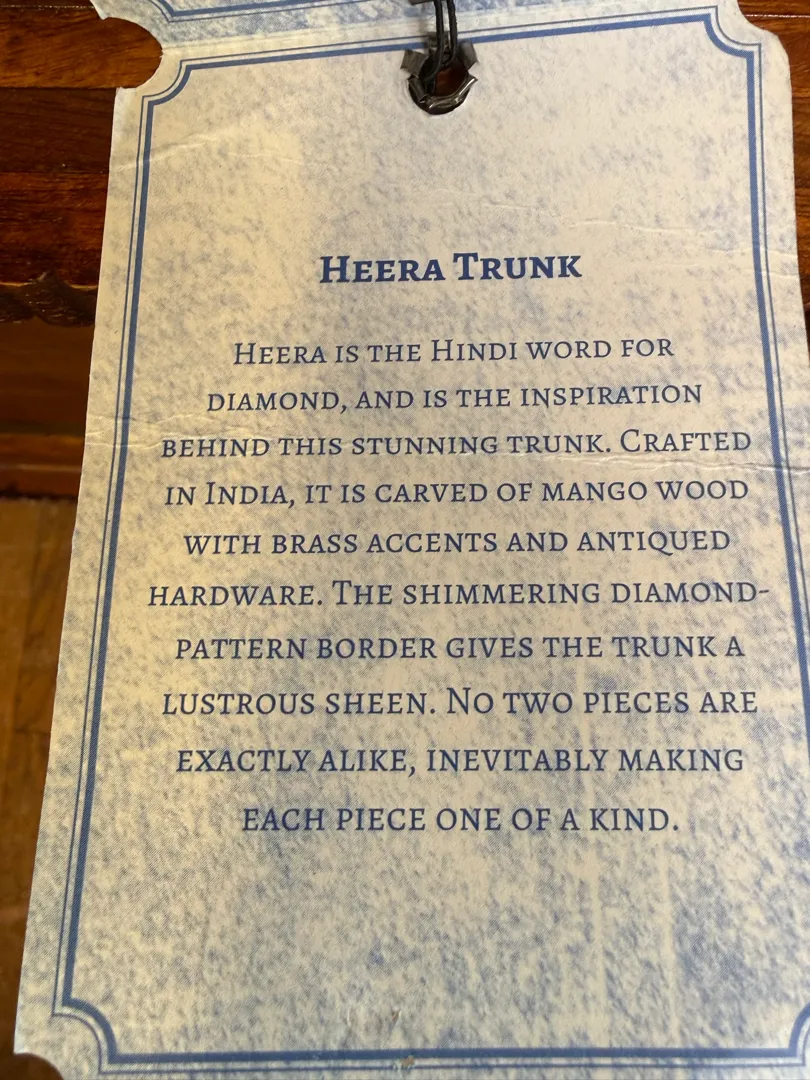 Heera Trunk
Heera is the Hindi word for
diamond, and is the inspiration
behind this stunning trunk. Crafted
in India, it is carved of mango wood
with brass accents and antiqued
hardware. The shimmering diamond-
pattern border gives the trunk a
lustrous sheen. No two pieces are
exactly alike, inevitably making
each piece one of a kind.